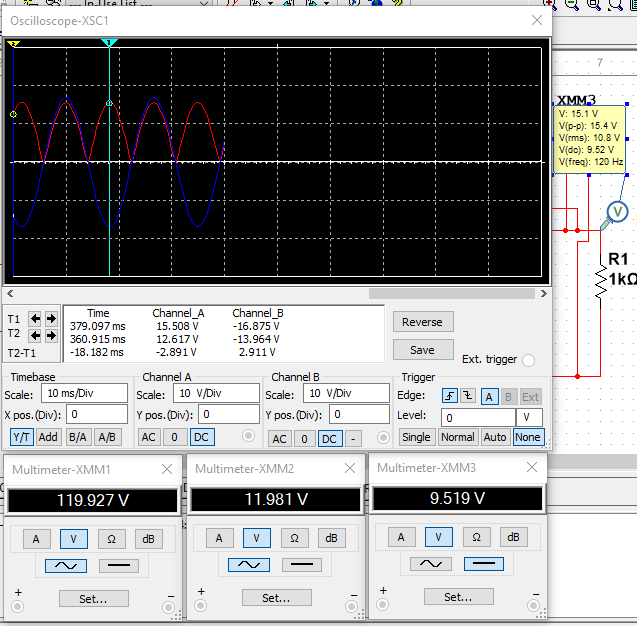 In-Use List
Oscilloscope-XSC1
7
XMM3
V: 15.1 V
V(p-p): 15.4 V
V(rms): 10.8 V
V(dc): 9.52 V
V(freq): 120 Hz
V
R1
1kΩ
T1
T2
T2-T1
Time Channel_A Channel_B
379.097 ms 15.508 V -16.875 V
360.915 ms 12.617 V -13.964 V
-18.182 ms -2.891 V 2.911 V
Reverse
Save
Ext. trigger
Timebase
Scale: 10 ms/Div
X pos.(Div): 0
Y/T Add B/A A/B
Channel A
Scale: 10 V/Div
Y pos.(Div): 0
AC 0 DC
Channel B
Scale: 10 V/Div
Y pos.(Div): 0
AC 0 DC -
Trigger
Edge: A B Ext
Level: 0 V
Single Normal Auto None
Multimeter-XMM1
119.927 V
A V Ω dB
+ Set... -
Multimeter-XMM2
11.981 V
A V Ω dB
+ Set... -
Multimeter-XMM3
9.519 V
A V Ω dB
+ Set... -